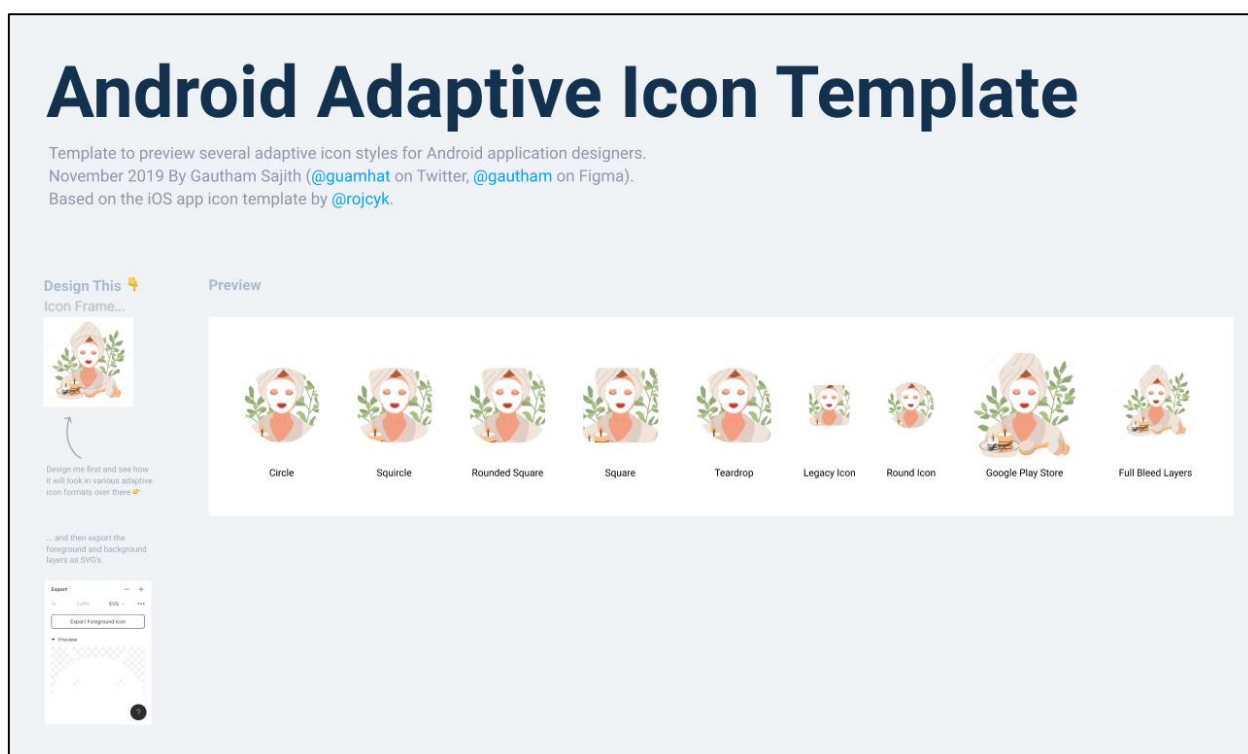 Android Adaptive Icon Template
Template to preview several adaptive icon styles for Android application designers.
November 2019 By Gautham Sajith (@guamhat on Twitter, @gautham on Figma).
Based on the iOS app icon template by @rojcyk.
Design This 👇
Icon Frame...
Preview
Circle
Squircle
Rounded Square
Square
Teardrop
Legacy Icon
Round Icon
Google Play Store
Full Bleed Layers
Design me first and see how
it will look in various adaptive
icon formats over there 👉
... and then export the
foreground and background
layers as SVG's
Export
1x Suffix SVG
Export Foreground Icon
Preview
?